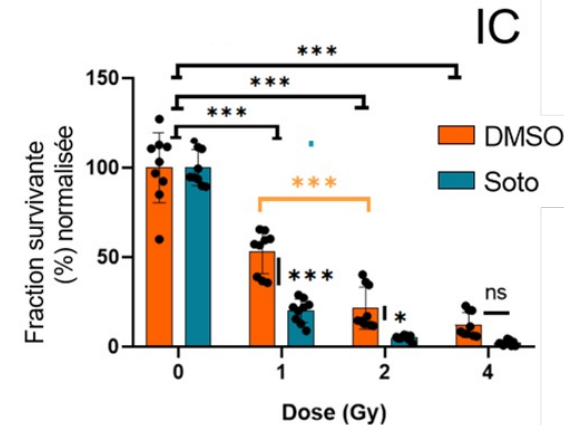 IC
***
***
***
***
***
*
ns
DMSO
Soto
Fraction survivante
(%) normalisée
150
100
50
0
0 1 2 4
Dose (Gy)